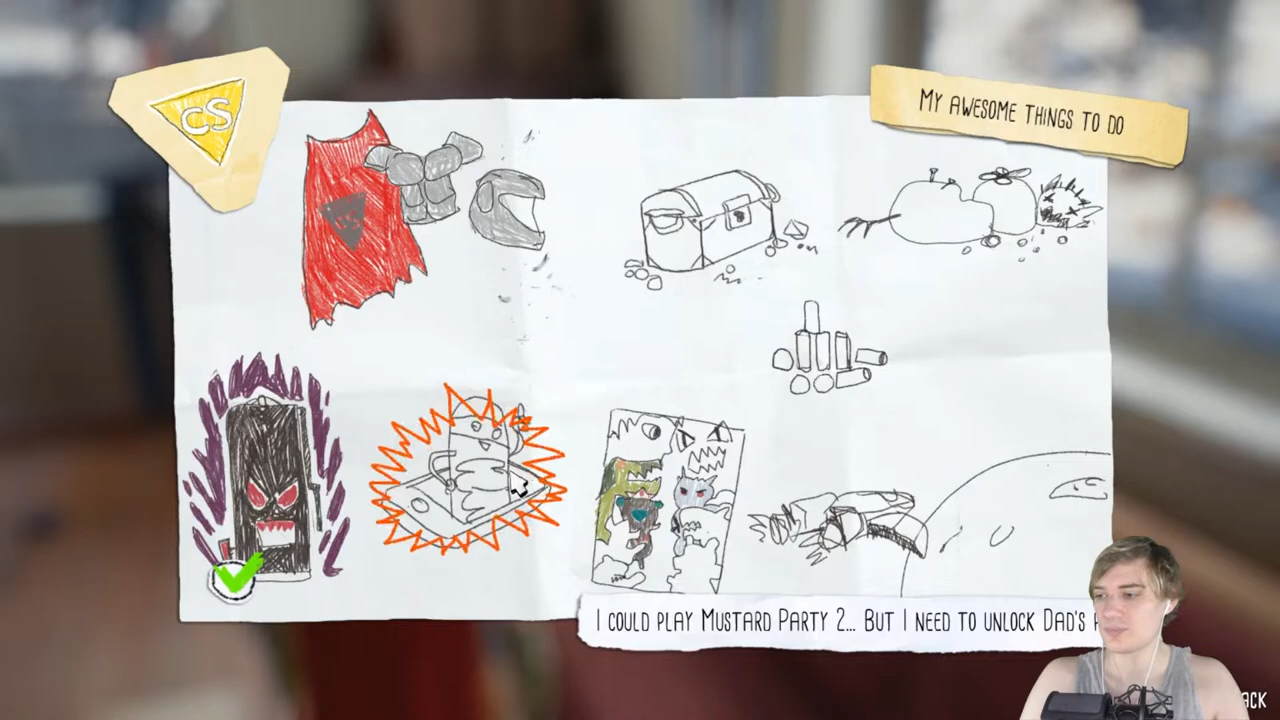 CS
MY AWESOME THINGS TO DO
I COULD PLAY MUSTARD PARTY 2... BUT I NEED TO UNLOCK DAD'S